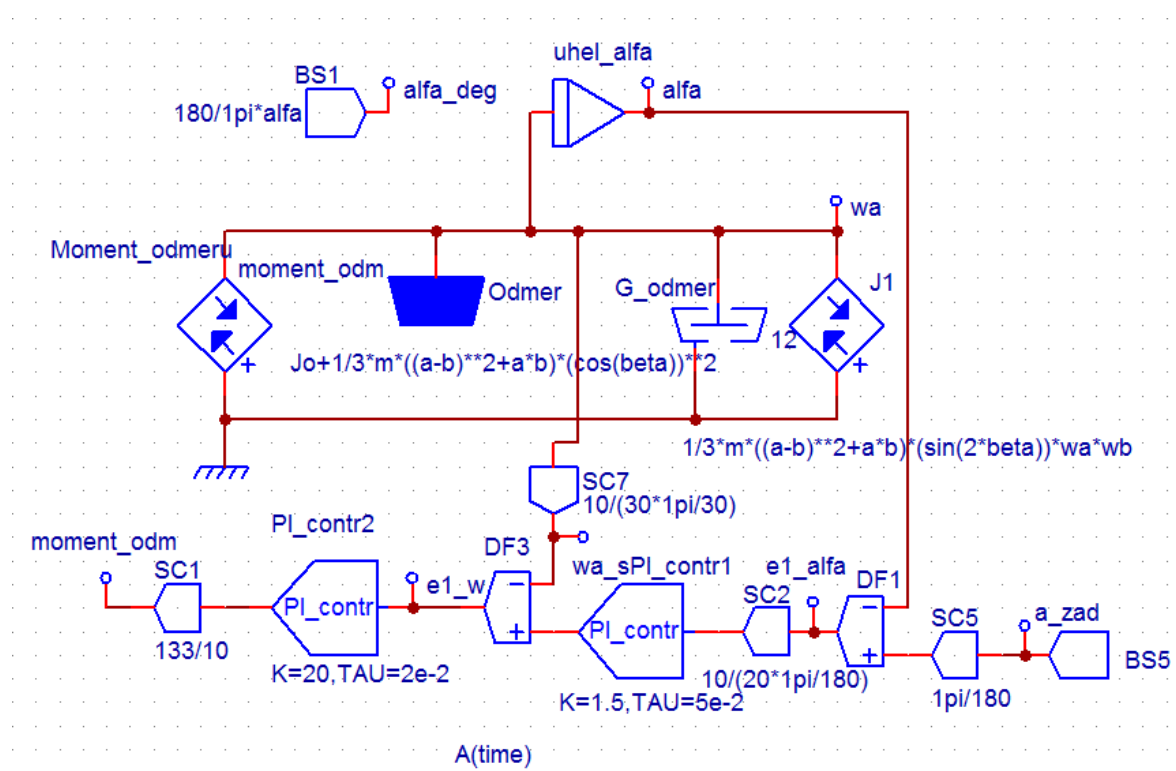 uhel_alfa
BS1
alfa_deg
alfa
180/1pi*alfa
wa
Moment_odmeru
moment_odm
Odmer
G_odmer
J1
12
Jo+1/3*m*((a-b)**2+a*b)*(cos(beta))**2
1/3*m*((a-b)**2+a*b)*(sin(2*beta))*wa*wb
SC7
10/(30*1pi/30)
PI_contr2
moment_odm
DF3
wa_sPI_contr1
e1_alfa
SC1
e1_w
SC2
DF1
a_zad
PI_contr
PI_contr
SC5
BS5
133/10
K=20,TAU=2e-2
10/(20*1pi/180)
K=1.5,TAU=5e-2
1pi/180
A(time)
+
+
-
+
-
+